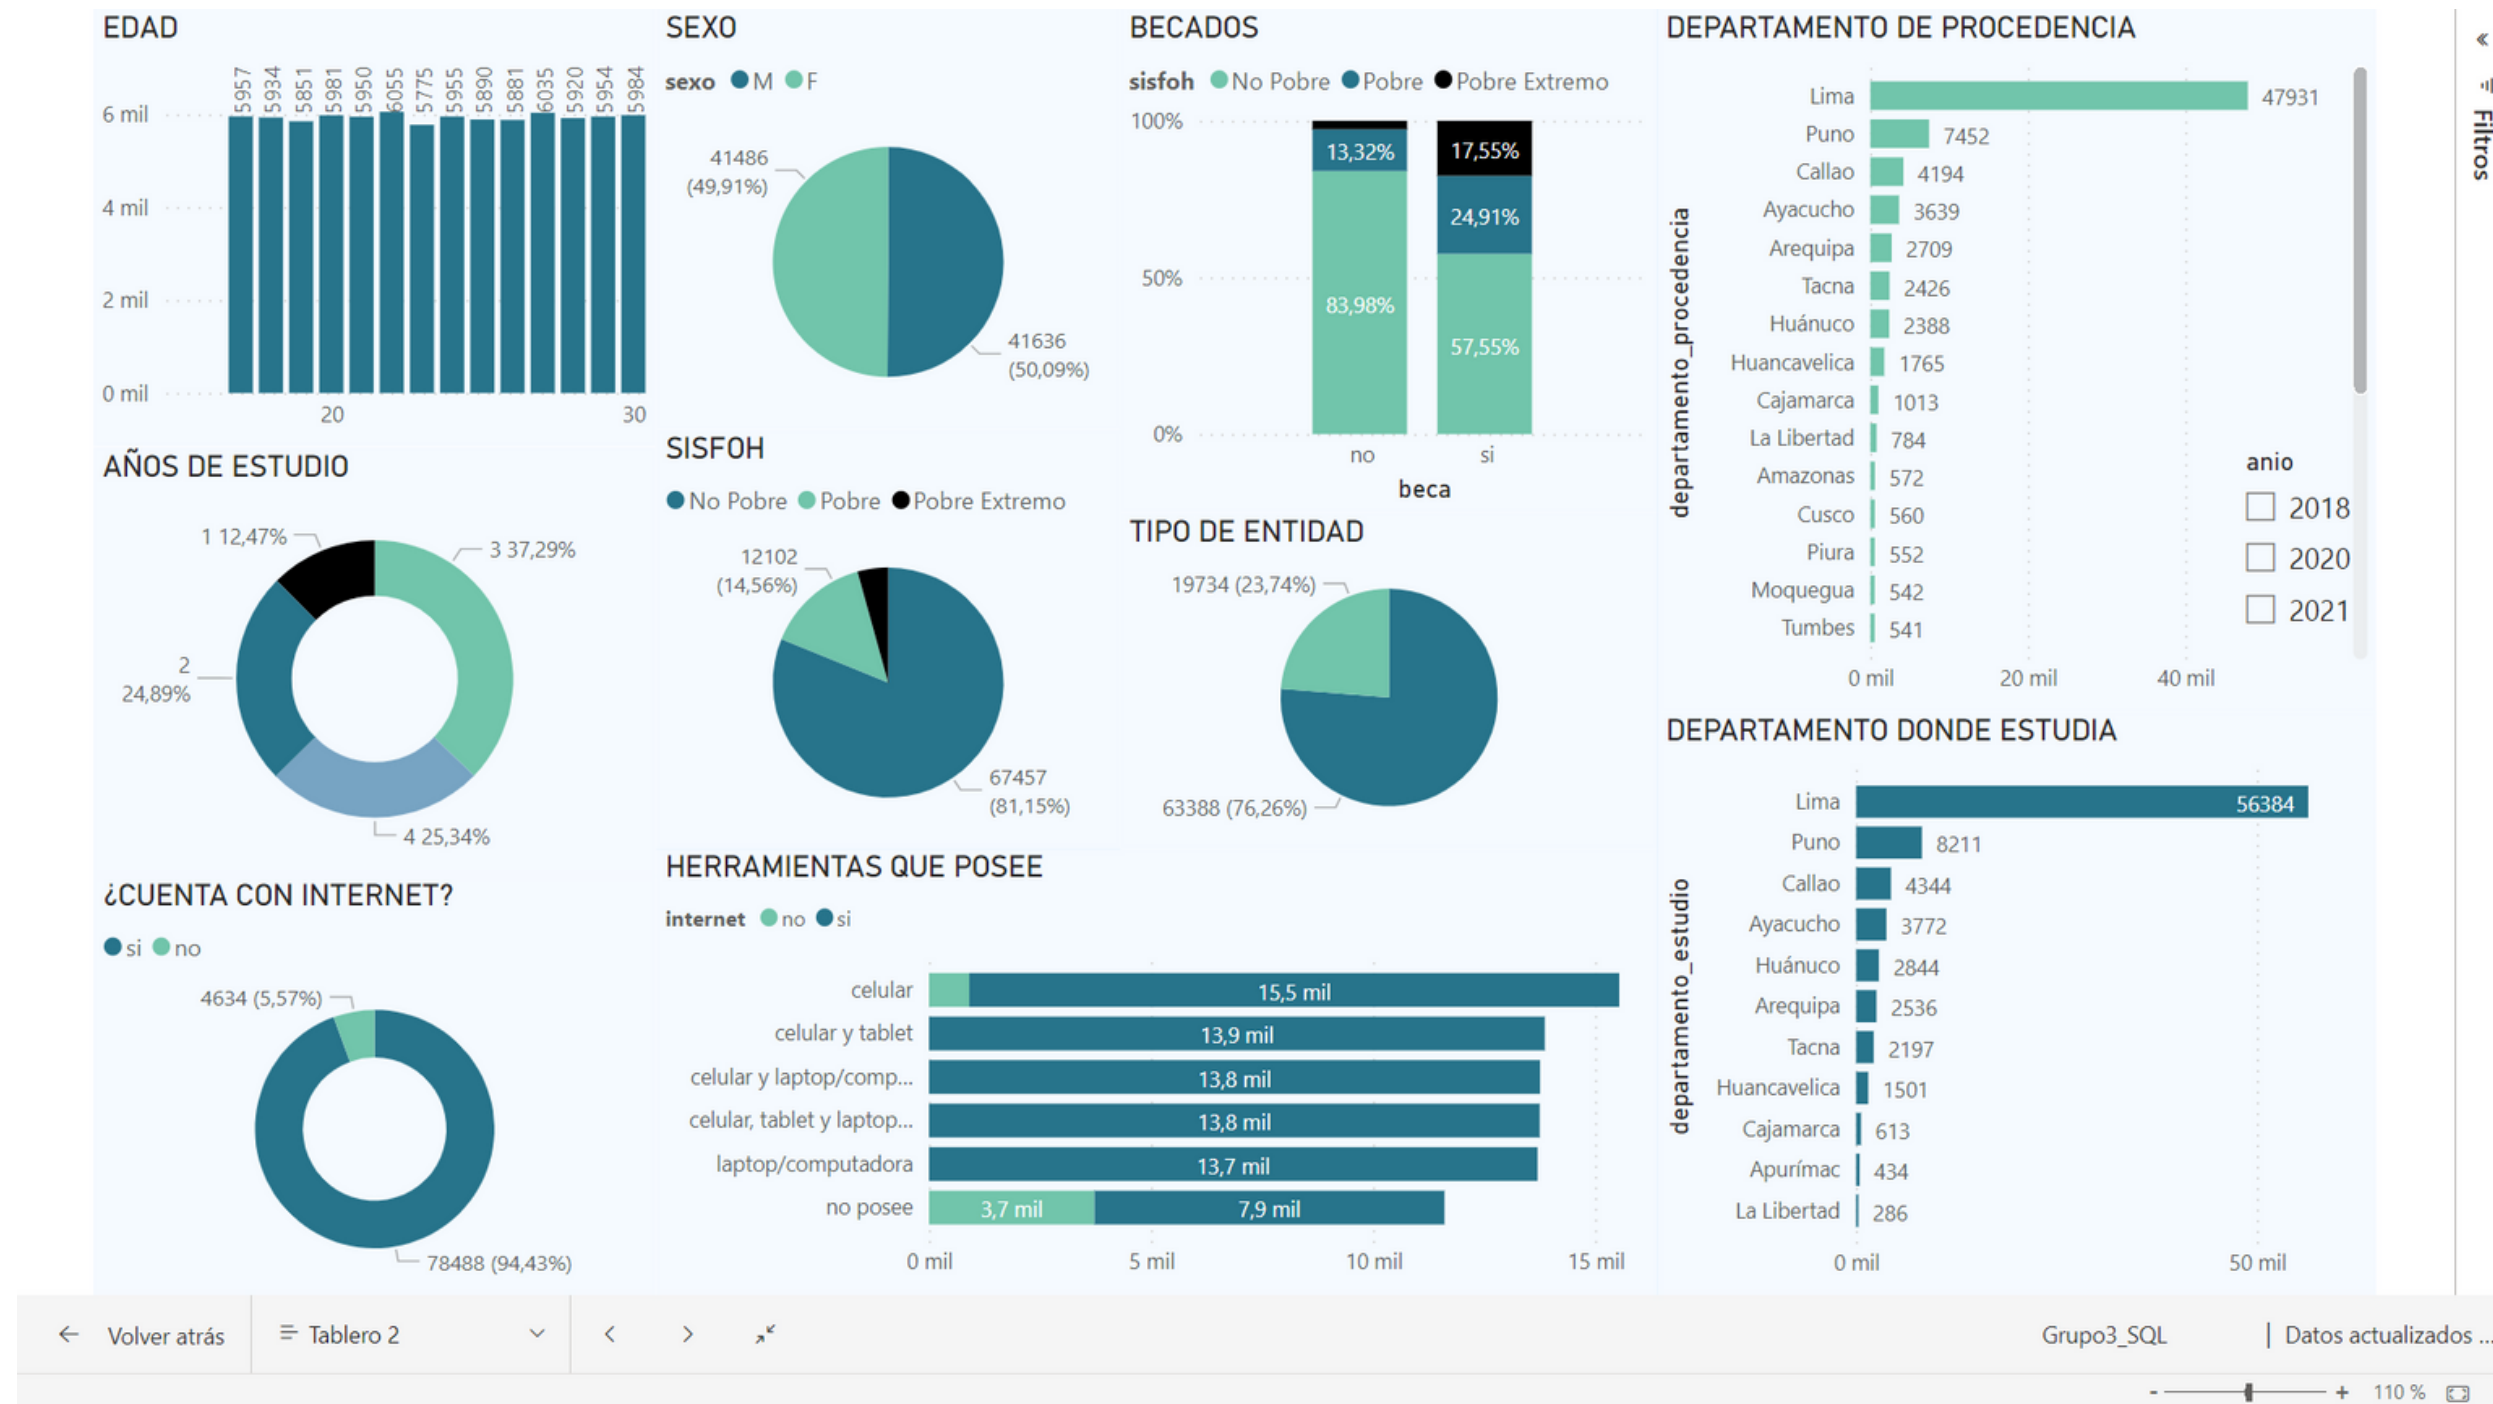 EDAD
5957
5934
5851
5981
5950
6055
5775
5955
5890
5881
6035
5920
5954
5984
6 mil
4 mil
2 mil
0 mil
20
30
SEXO
sexo M F
41486
(49,91%)
41636
(50,09%)
BECADOS
sisfoh No Pobre Pobre Pobre Extremo
100%
50%
0%
13,32%
83,98%
17,55%
24,91%
57,55%
no
si
beca
DEPARTAMENTO DE PROCEDENCIA
departamento_procedencia
Lima 47931
Puno 7452
Callao 4194
Ayacucho 3639
Arequipa 2709
Tacna 2426
Huánuco 2388
Huancavelica 1765
Cajamarca 1013
La Libertad 784
Amazonas 572
Cusco 560
Piura 552
Moquegua 542
Tumbes 541
0 mil
20 mil
40 mil
anio
2018
2020
2021
«
Filtros
AÑOS DE ESTUDIO
1 12,47%
3 37,29%
2
24,89%
4 25,34%
SISFOH
No Pobre Pobre Pobre Extremo
12102
(14,56%)
67457
(81,15%)
TIPO DE ENTIDAD
19734 (23,74%)
63388 (76,26%)
DEPARTAMENTO DONDE ESTUDIA
departamento_estudio
Lima 56384
Puno 8211
Callao 4344
Ayacucho 3772
Huánuco 2844
Arequipa 2536
Tacna 2197
Huancavelica 1501
Cajamarca 613
Apurímac 434
La Libertad 286
0 mil
50 mil
¿CUENTA CON INTERNET?
si no
4634 (5,57%)
78488 (94,43%)
HERRAMIENTAS QUE POSEE
internet no si
celular 15,5 mil
celular y tablet 13,9 mil
celular y laptop/comp... 13,8 mil
celular, tablet y laptop... 13,8 mil
laptop/computadora 13,7 mil
no posee 3,7 mil 7,9 mil
0 mil
5 mil
10 mil
15 mil
Volver atrás
Tablero 2
Grupo3_SQL
| Datos actualizados ...
- + 110 %